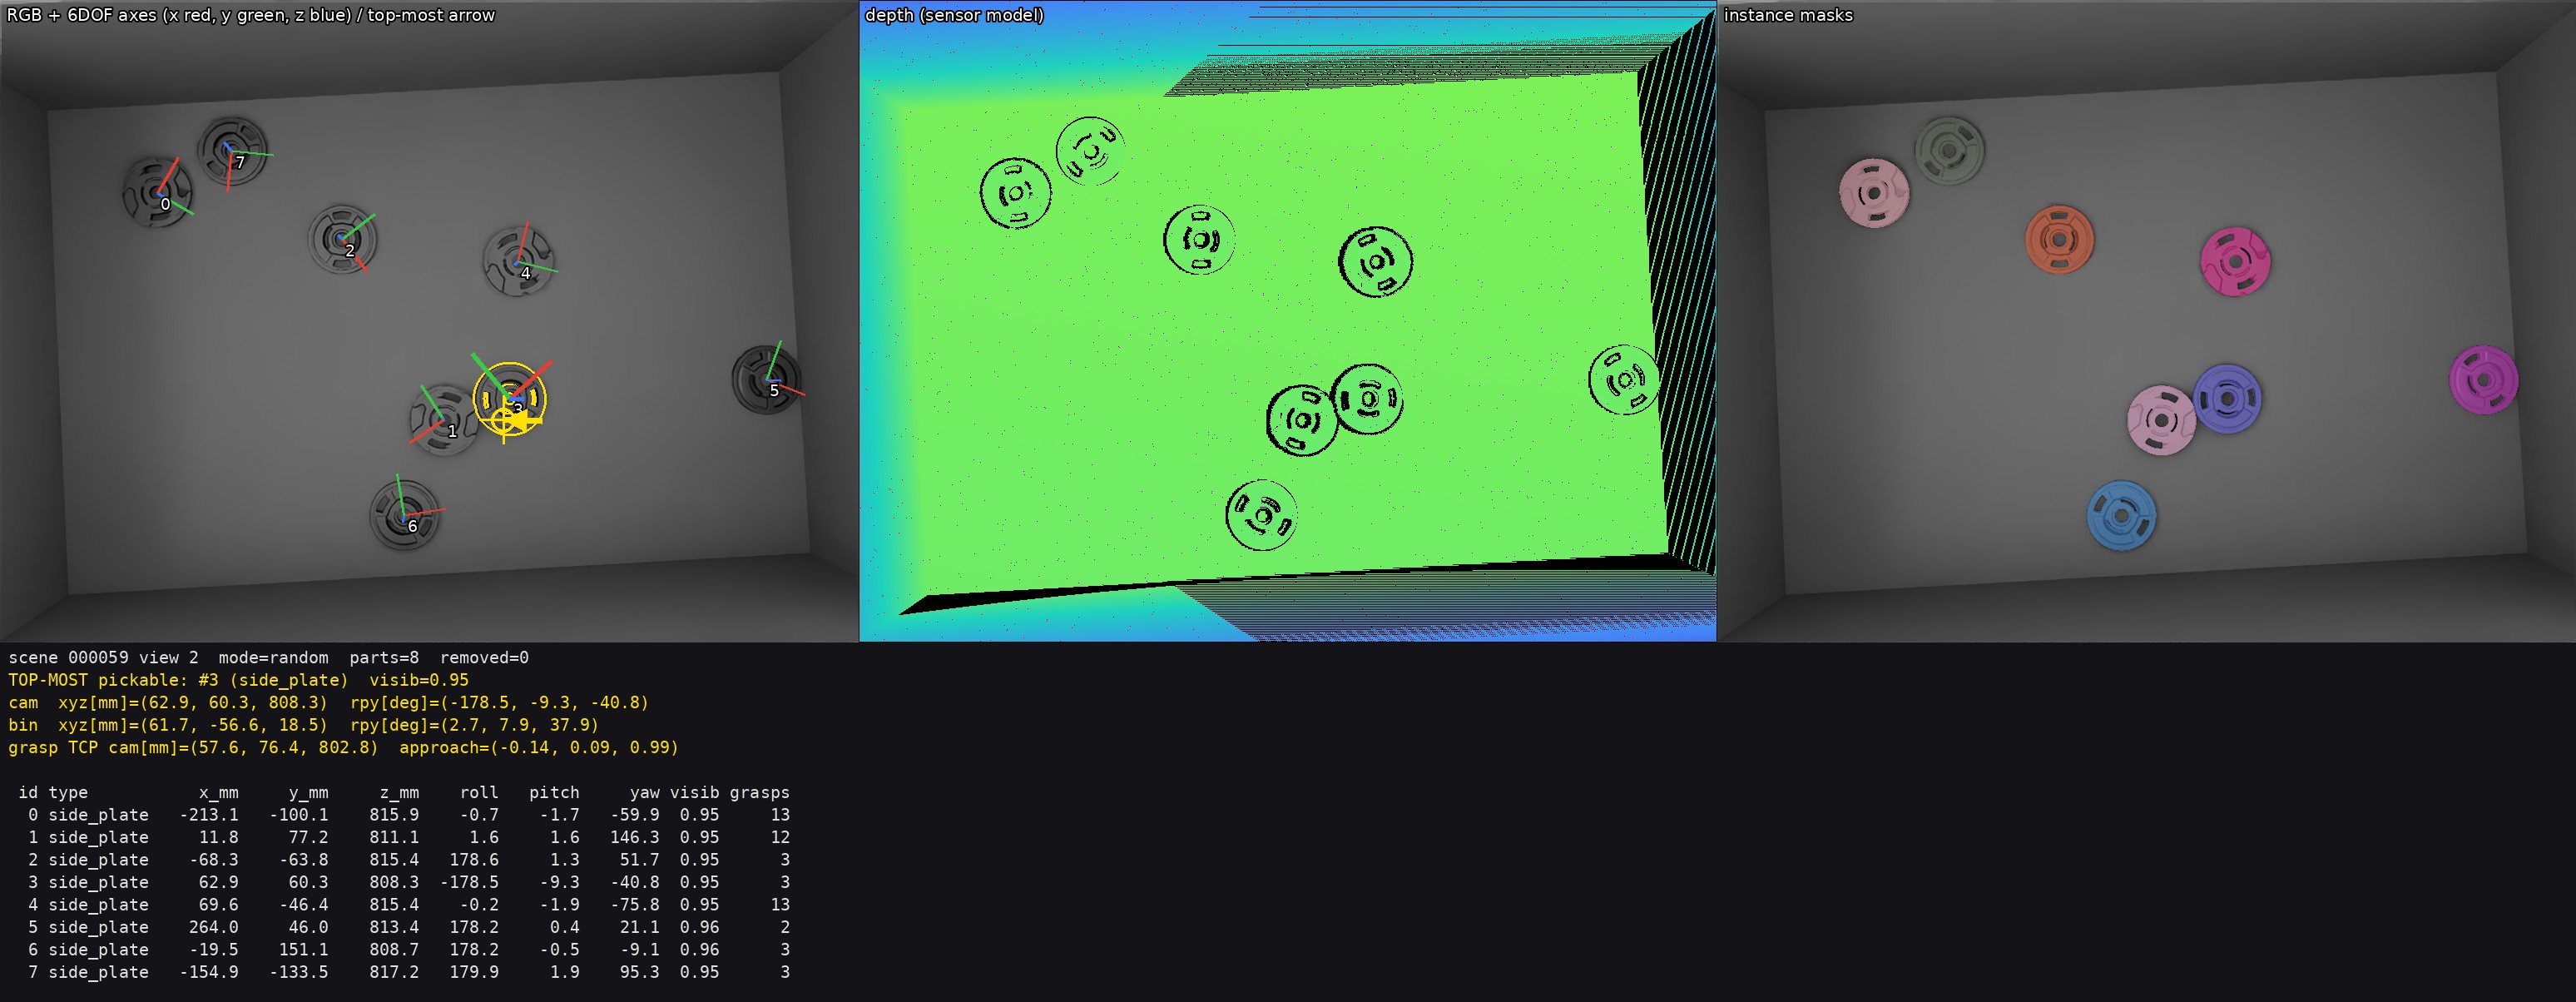 RGB + 6DOF axes (x red, y green, z blue) / top-most arrow
depth (sensor model)
instance masks
7
0
2
4
3
5
1
6
scene 000059 view 2  mode=random  parts=8  removed=0
TOP-MOST pickable: #3 (side_plate)  visib=0.95
cam  xyz[mm]=(62.9, 60.3, 808.3)  rpy[deg]=(-178.5, -9.3, -40.8)
bin  xyz[mm]=(61.7, -56.6, 18.5)  rpy[deg]=(2.7, 7.9, 37.9)
grasp TCP cam[mm]=(57.6, 76.4, 802.8)  approach=(-0.14, 0.09, 0.99)
id type x_mm y_mm z_mm roll pitch yaw visib grasps
0 side_plate -213.1 -100.1 815.9 -0.7 -1.7 -59.9 0.95 13
1 side_plate 11.8 77.2 811.1 1.6 1.6 146.3 0.95 12
2 side_plate -68.3 -63.8 815.4 178.6 1.3 51.7 0.95 3
3 side_plate 62.9 60.3 808.3 -178.5 -9.3 -40.8 0.95 3
4 side_plate 69.6 -46.4 815.4 -0.2 -1.9 -75.8 0.95 13
5 side_plate 264.0 46.0 813.4 178.2 0.4 21.1 0.96 2
6 side_plate -19.5 151.1 808.7 178.2 -0.5 -9.1 0.96 3
7 side_plate -154.9 -133.5 817.2 179.9 1.9 95.3 0.95 3